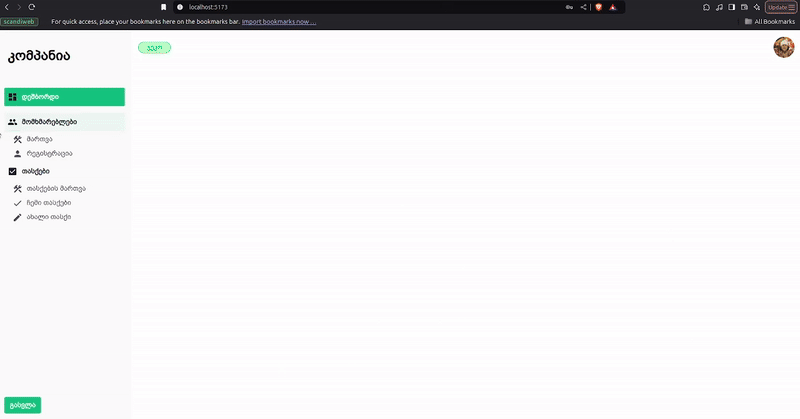 localhost:5173
Update
scandiweb
For quick access, place your bookmarks here on the bookmarks bar. Import bookmarks now ...
All Bookmarks
კომპანია
ჯეკო
დეშბორდი
მომხმარებლები
მართვა
რეგისტრაცია
თასქები
თასქების მართვა
ჩემი თასქები
ახალი თასქი
გასვლა